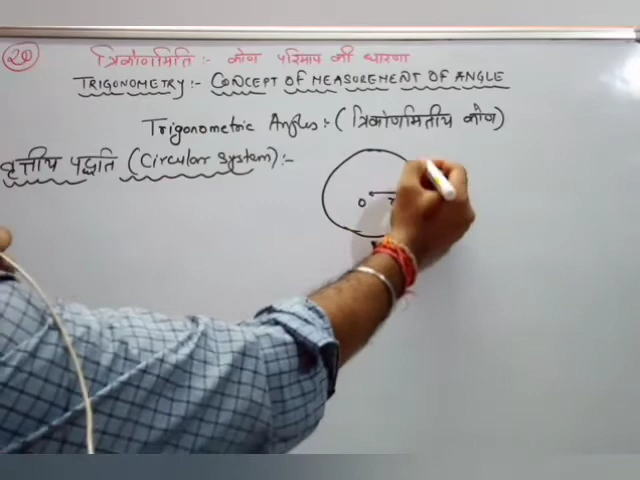 20
त्रिकोणमिति :- कोण परिमाप की धारणा
TRIGONOMETRY :- CONCEPT OF MEASUREMENT OF ANGLE
Trigonometric Angles :- (त्रिकोणमितीय कोण)
वृत्तीय पद्धति (Circular System) :-
O